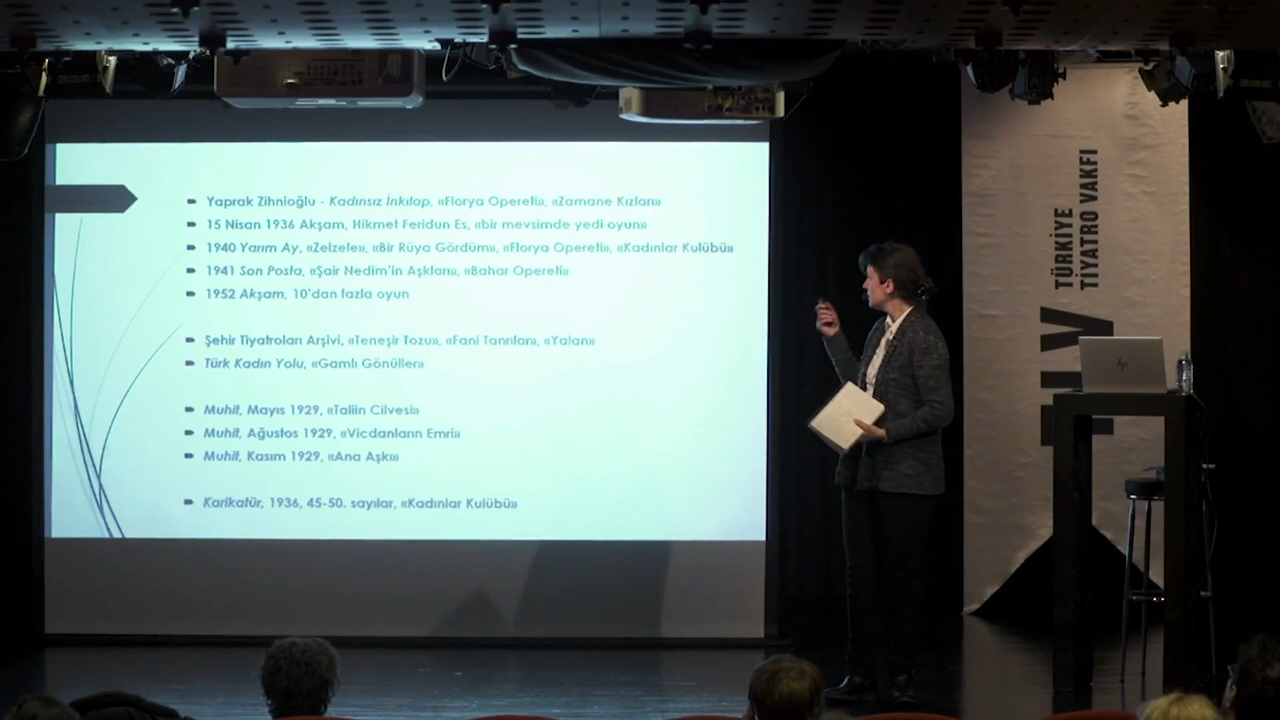 Yaprak Zihnioğlu - Kadınsız İnkılap, «Florya Opereti», «Zamane Kızları»
15 Nisan 1936 Akşam, Hikmet Feridun Es, «bir mevsimde yedi oyun»
1940 Yarım Ay, «Zelzele», «Bir Rüya Gördüm», «Florya Opereti», «Kadınlar Kulübü»
1941 Son Posta, «Şair Nedim'in Aşkları», «Bahar Opereti»
1952 Akşam, 10'dan fazla oyun
Şehir Tiyatroları Arşivi, «Teneşir Tozu», «Fani Tanrılar», «Yalan»
Türk Kadın Yolu, «Gamlı Gönüller»
Muhit, Mayıs 1929, «Taliin Cilvesi»
Muhit, Ağustos 1929, «Vicdanların Emri»
Muhit, Kasım 1929, «Ana Aşkı»
Karikatür, 1936, 45-50. sayılar, «Kadınlar Kulübü»
TÜRKİYE
TİYATRO VAKFI
hp